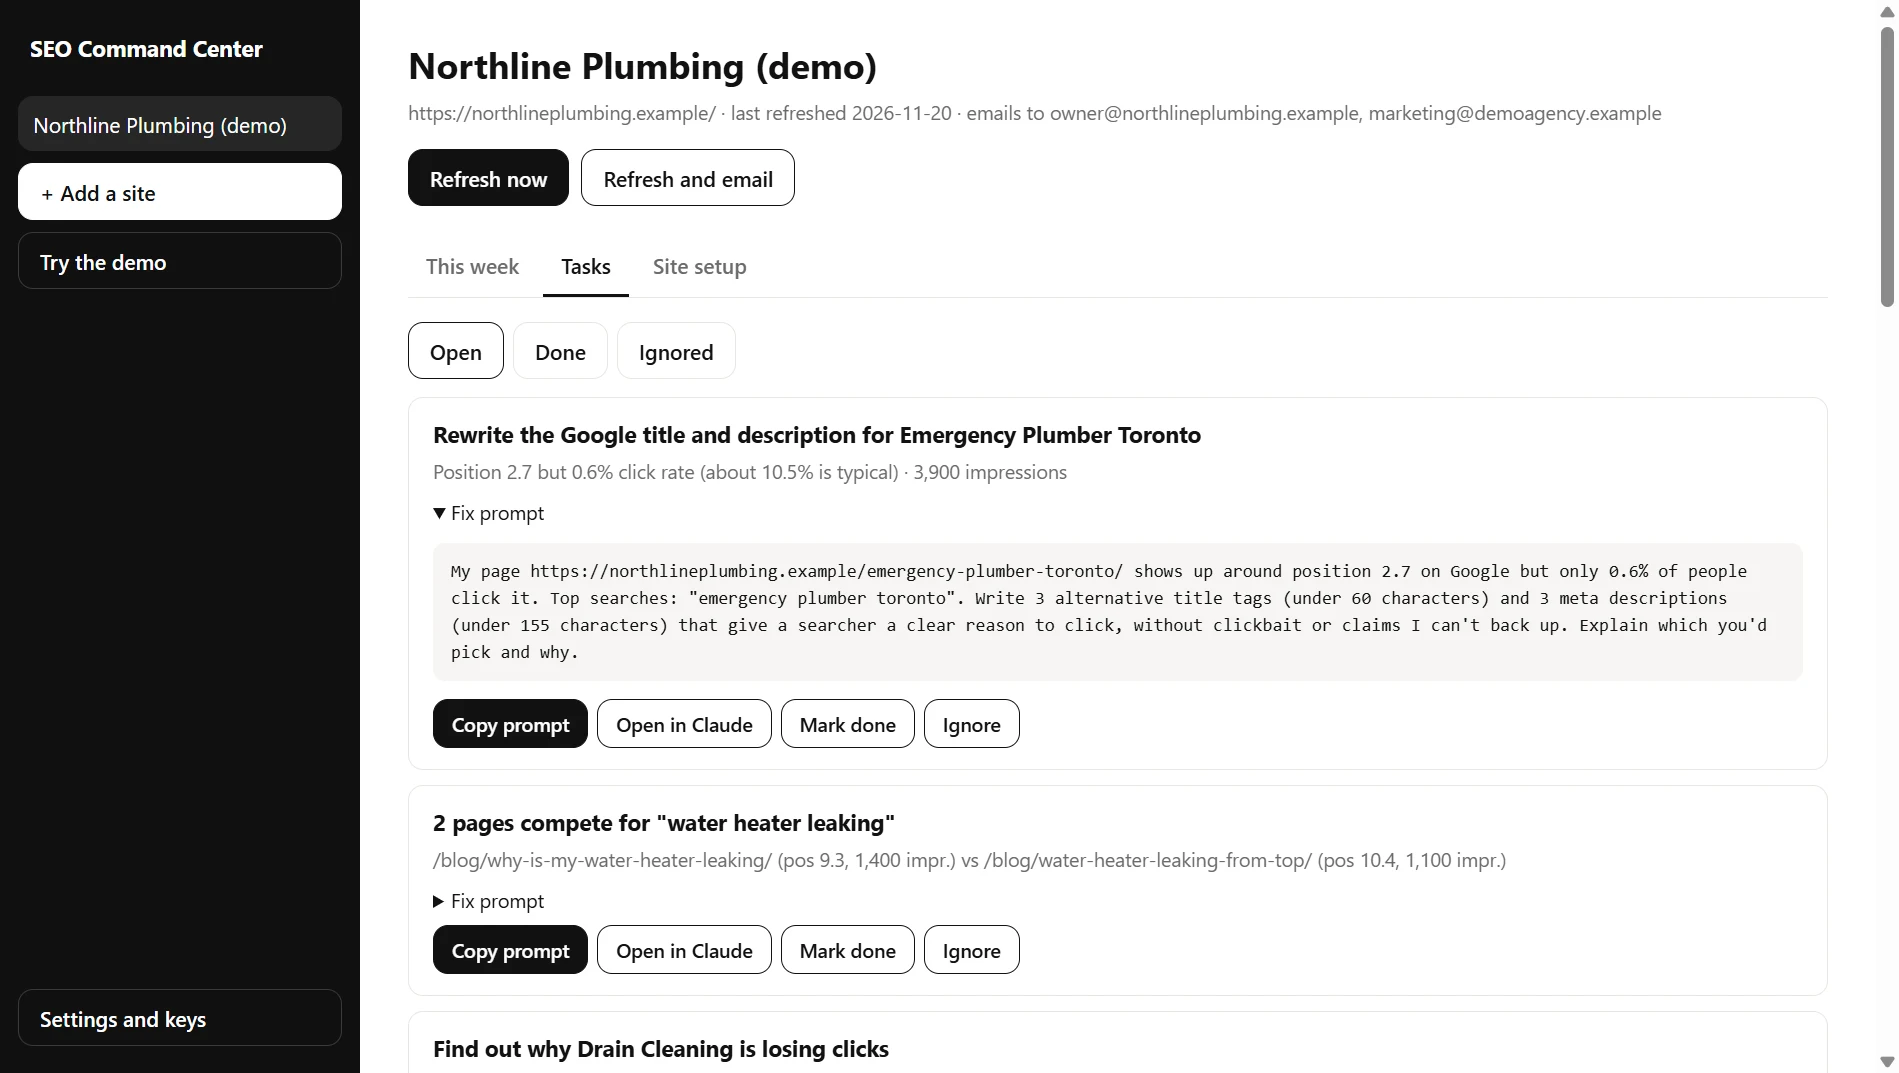 SEO Command Center
Northline Plumbing (demo)
+ Add a site
Try the demo
Settings and keys
Northline Plumbing (demo)
https://northlineplumbing.example/ · last refreshed 2026-11-20 · emails to owner@northlineplumbing.example, marketing@demoagency.example
Refresh now
Refresh and email
This week
Tasks
Site setup
Open
Done
Ignored
Rewrite the Google title and description for Emergency Plumber Toronto
Position 2.7 but 0.6% click rate (about 10.5% is typical) · 3,900 impressions
▼ Fix prompt
My page https://northlineplumbing.example/emergency-plumber-toronto/ shows up around position 2.7 on Google but only 0.6% of people
click it. Top searches: "emergency plumber toronto". Write 3 alternative title tags (under 60 characters) and 3 meta descriptions
(under 155 characters) that give a searcher a clear reason to click, without clickbait or claims I can't back up. Explain which you'd
pick and why.
Copy prompt
Open in Claude
Mark done
Ignore
2 pages compete for "water heater leaking"
/blog/why-is-my-water-heater-leaking/ (pos 9.3, 1,400 impr.) vs /blog/water-heater-leaking-from-top/ (pos 10.4, 1,100 impr.)
▶ Fix prompt
Copy prompt
Open in Claude
Mark done
Ignore
Find out why Drain Cleaning is losing clicks